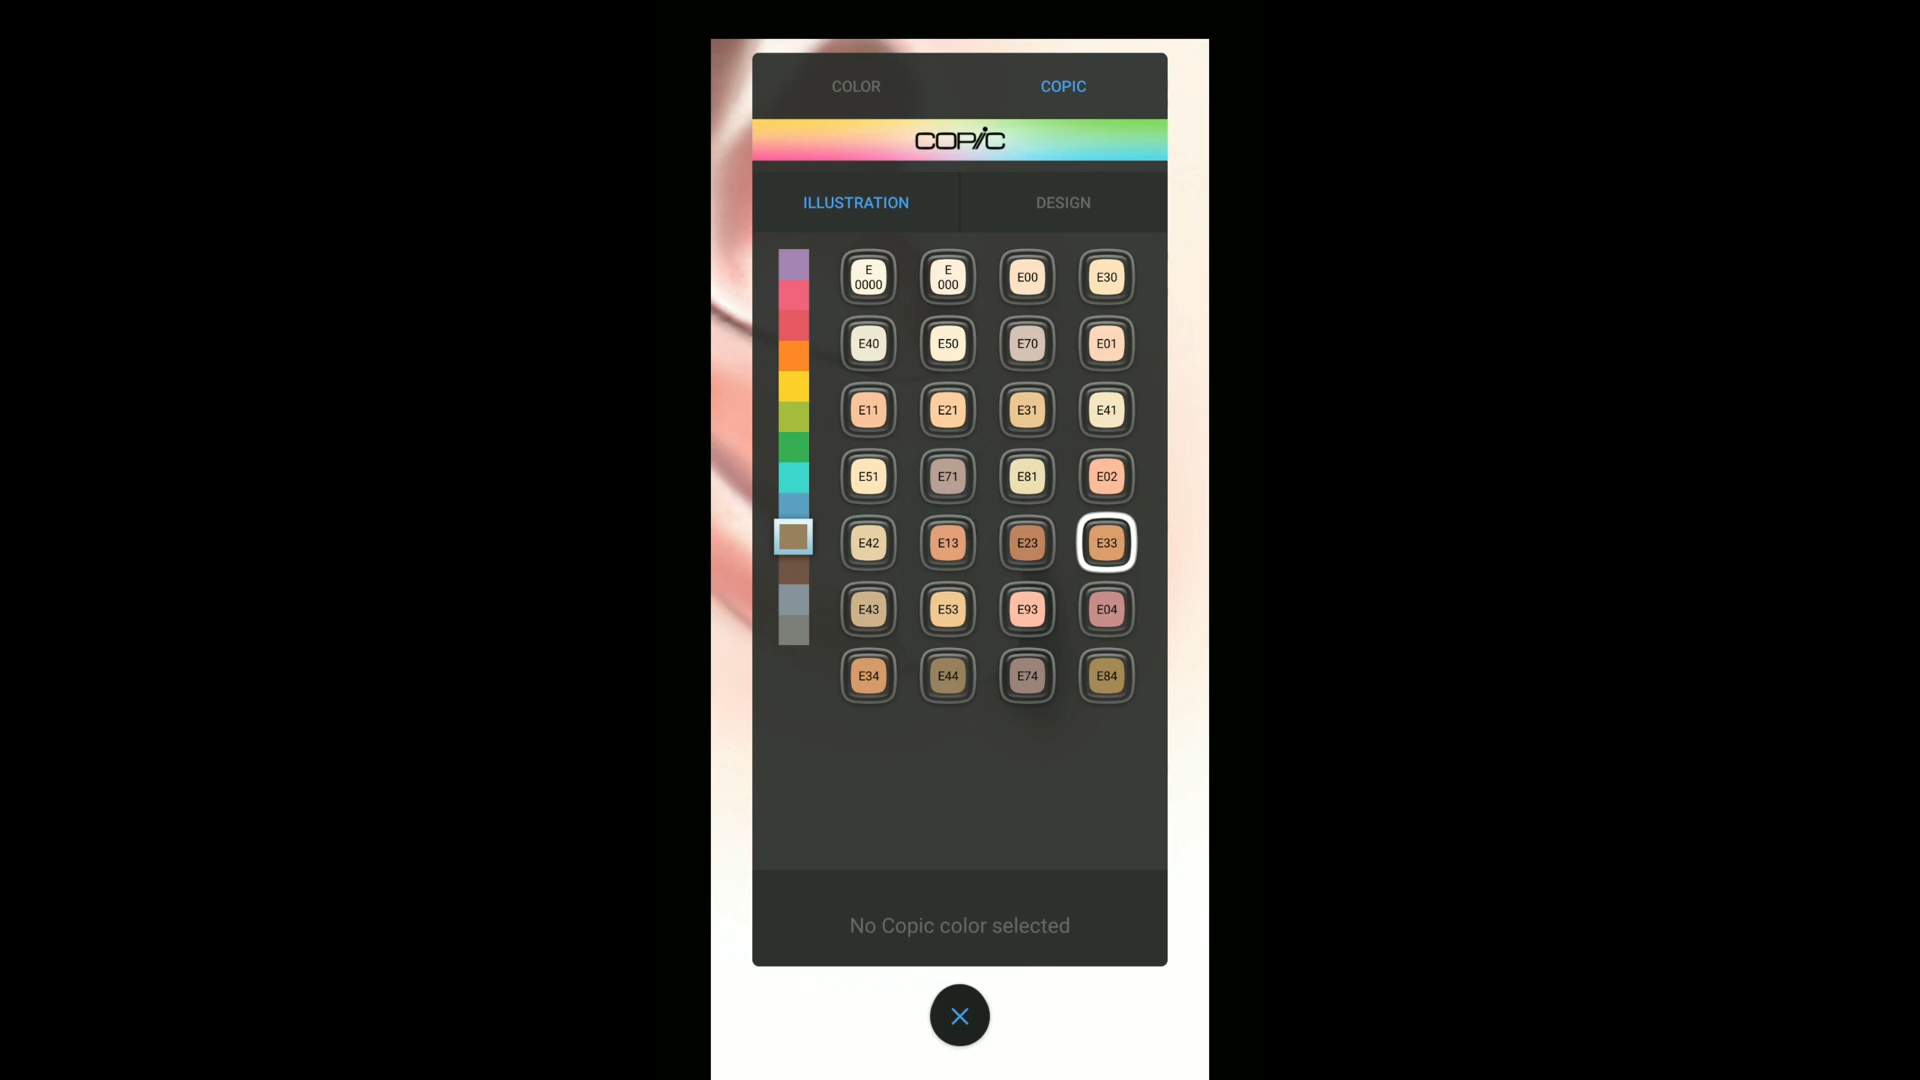 COLOR COPIC
COPIC
ILLUSTRATION DESIGN
E 0000 E 000 E00 E30
E40 E50 E70 E01
E11 E21 E31 E41
E51 E71 E81 E02
E42 E13 E23 E33
E43 E53 E93 E04
E34 E44 E74 E84
No Copic color selected